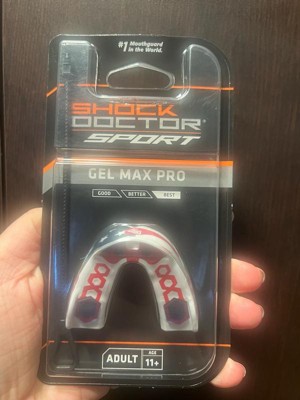 #1 Mouthguard
in the World.
SHOCK
DOCTOR®
SPORT
GEL MAX PRO
GOOD BETTER BEST
ADULT AGE 11+